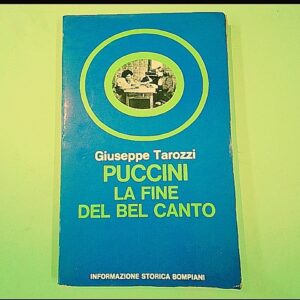 Giuseppe Tarozzi
PUCCINI
LA FINE
DEL BEL CANTO
INFORMAZIONE STORICA BOMPIANI